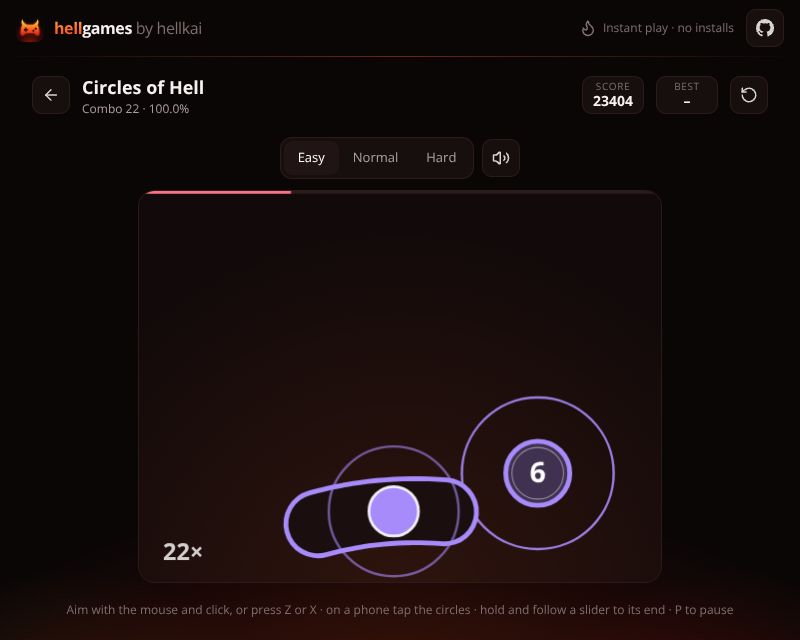 hellgames by hellkai
Instant play · no installs
Circles of Hell
Combo 22 · 100.0%
SCORE
23404
BEST
–
Easy
Normal
Hard
6
22×
Aim with the mouse and click, or press Z or X · on a phone tap the circles · hold and follow a slider to its end · P to pause